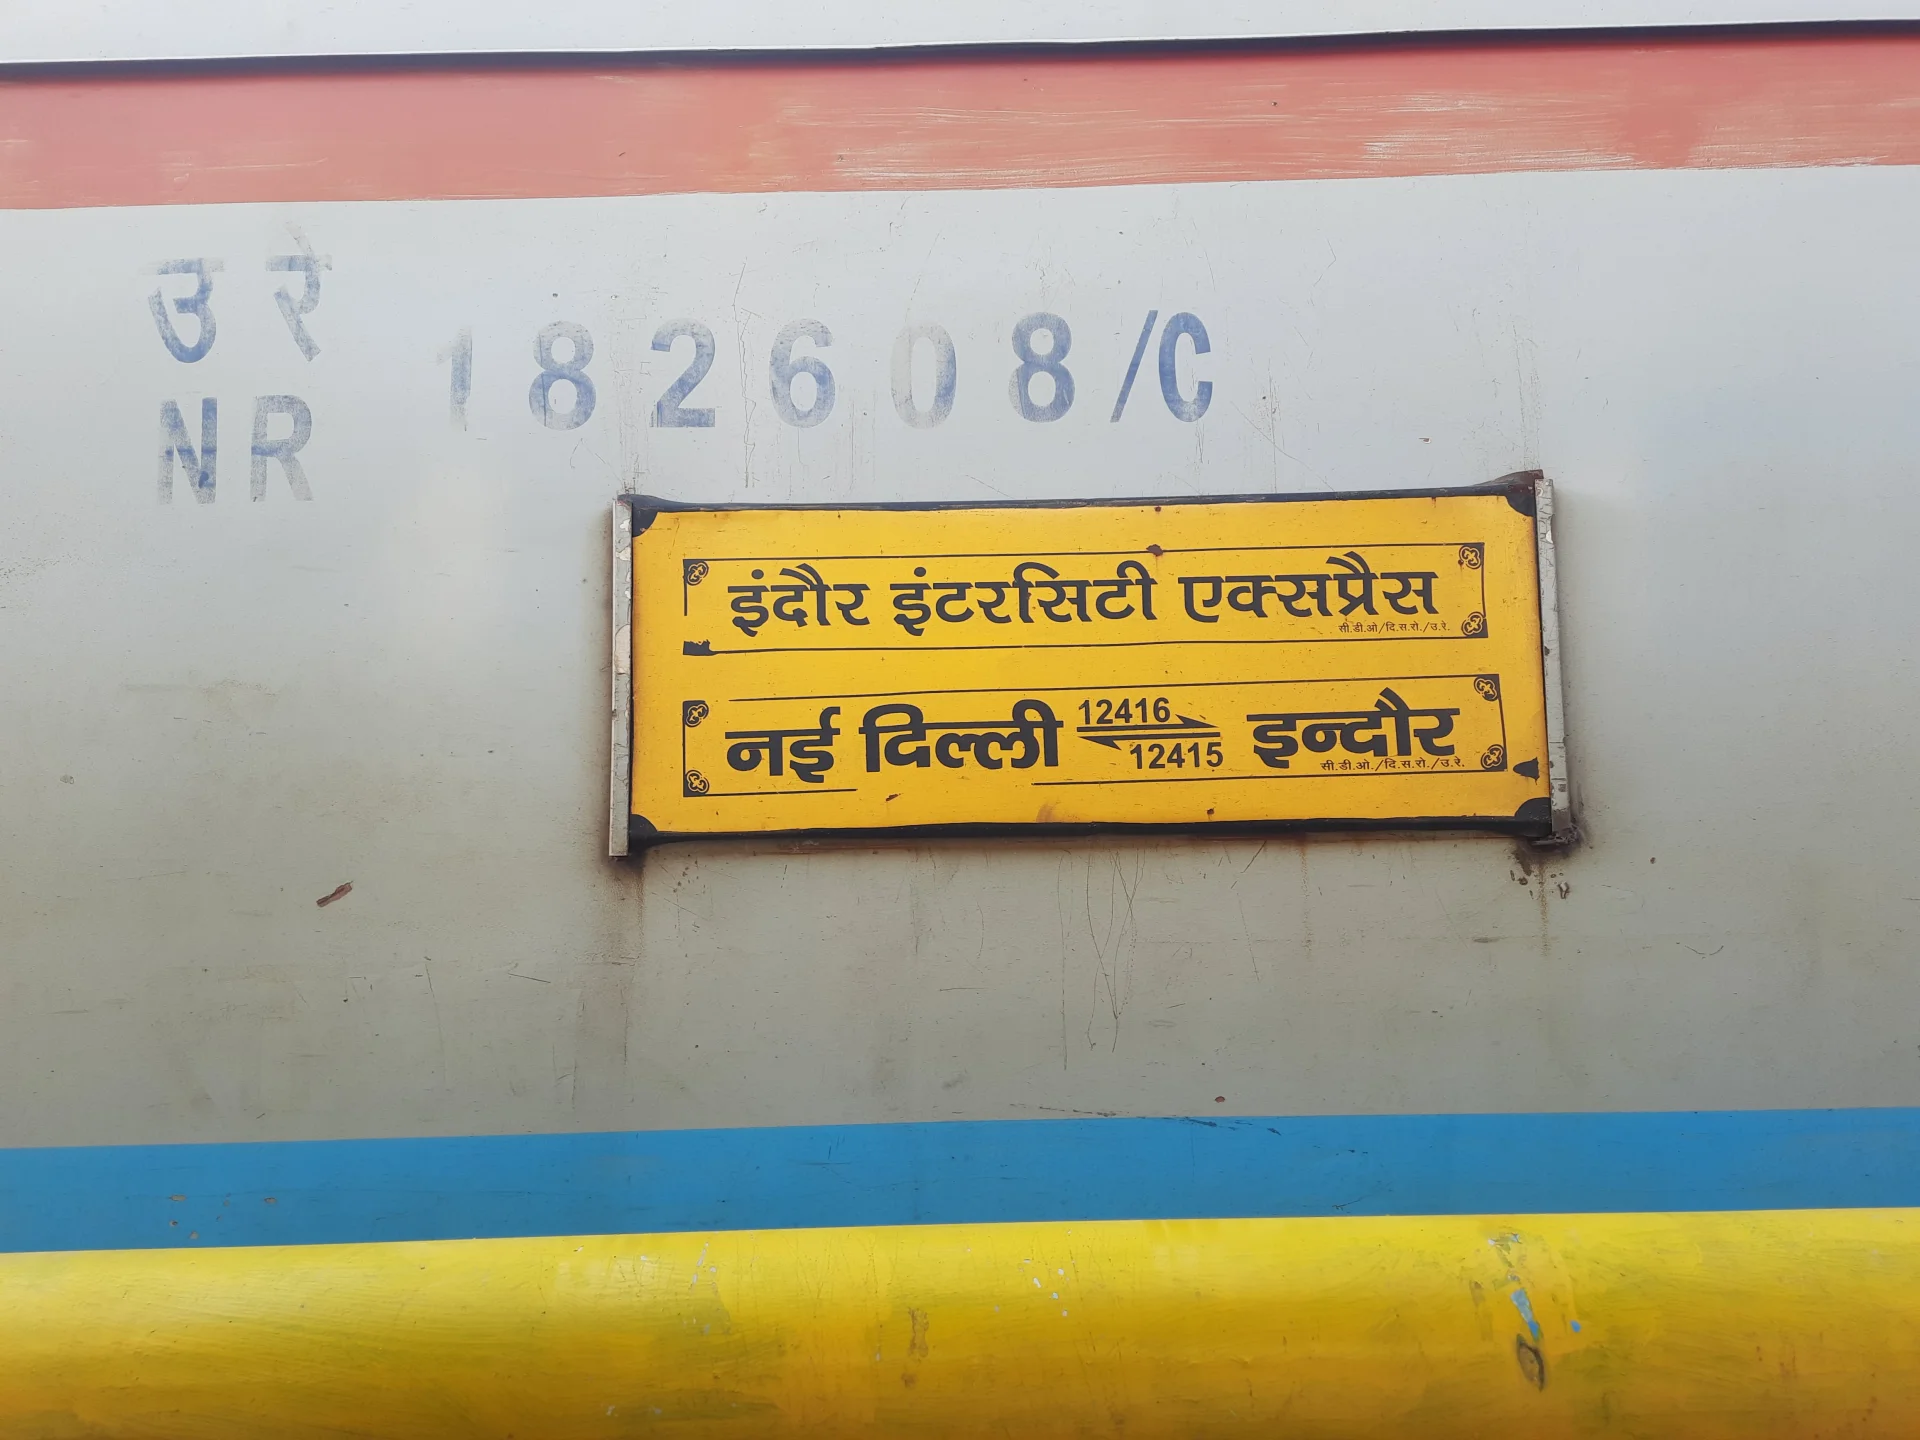 उ रे
NR
182608/C
इंदौर इंटरसिटी एक्सप्रैस
सी.डी.ओ/दि.स.रो./उ.रे.
नई दिल्ली 12416 12415 इन्दौर
सी.डी.ओ./दि.स.रो./उ.रे.